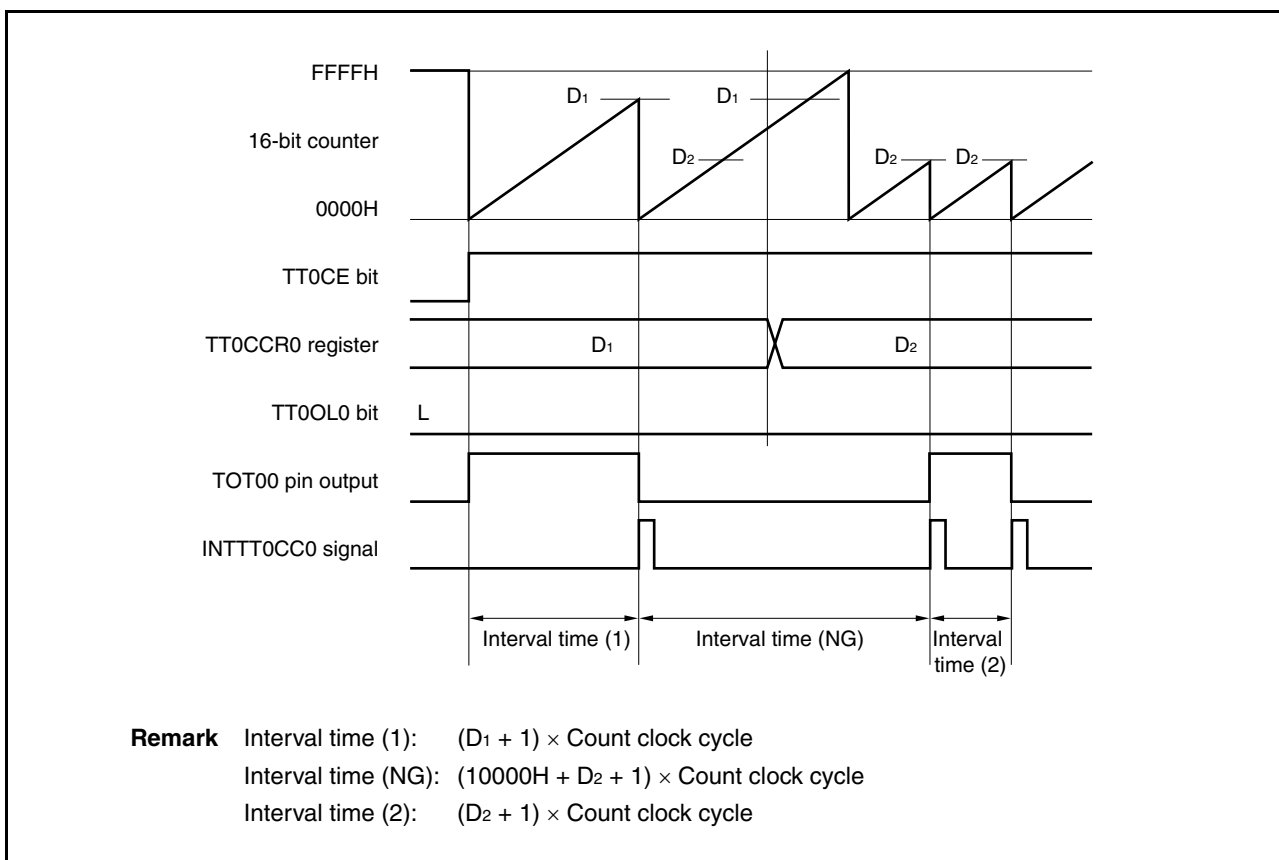 FFFFH
D1
D1
16-bit counter
D2
D2
D2
0000H
TT0CE bit
TT0CCR0 register
D1
D2
TT0OL0 bit
L
TOT00 pin output
INTTT0CC0 signal
Interval time (1)
Interval time (NG)
Interval
time (2)
Remark Interval time (1): (D1 + 1) × Count clock cycle
Interval time (NG): (10000H + D2 + 1) × Count clock cycle
Interval time (2): (D2 + 1) × Count clock cycle